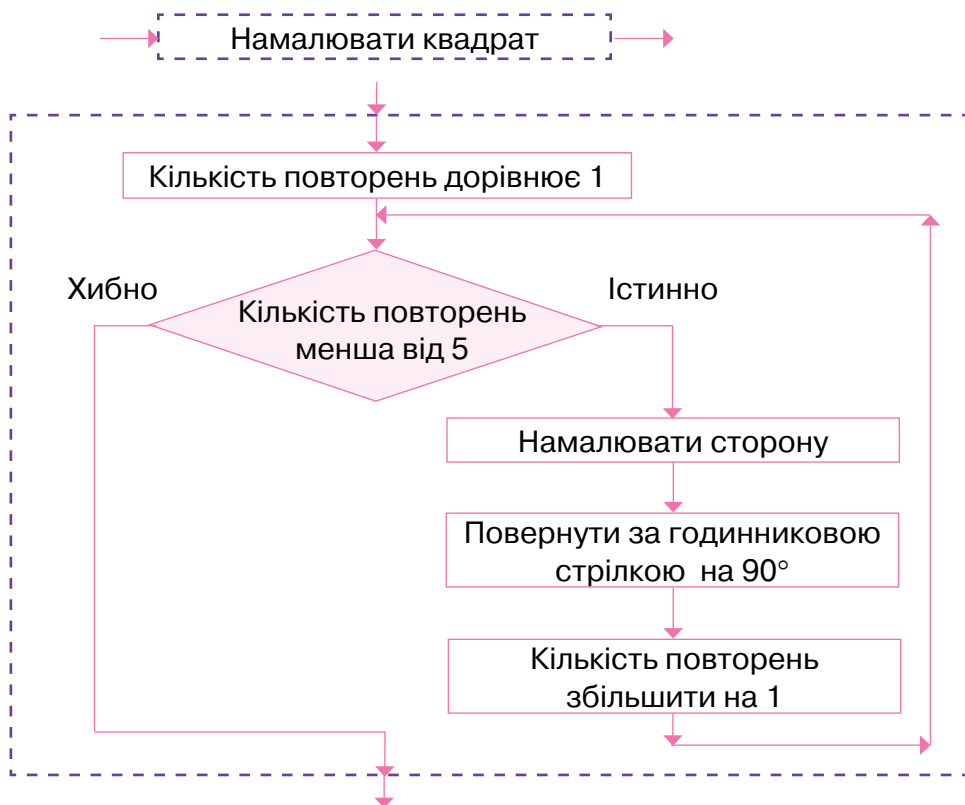 Намалювати квадрат
Кількість повторень дорівнює 1
Хибно
Істинно
Кількість повторень
менша від 5
Намалювати сторону
Повернути за годинниковою
стрілкою на 90°
Кількість повторень
збільшити на 1